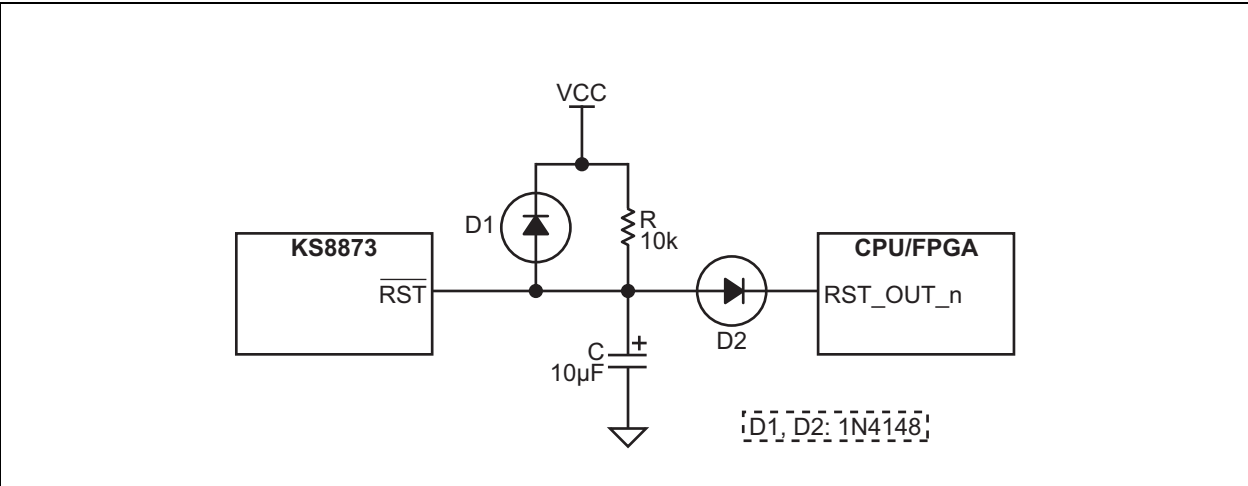 VCC
D1
R
10k
KS8873
CPU/FPGA
RST
RST_OUT_n
D2
C
+
10µF
D1, D2: 1N4148